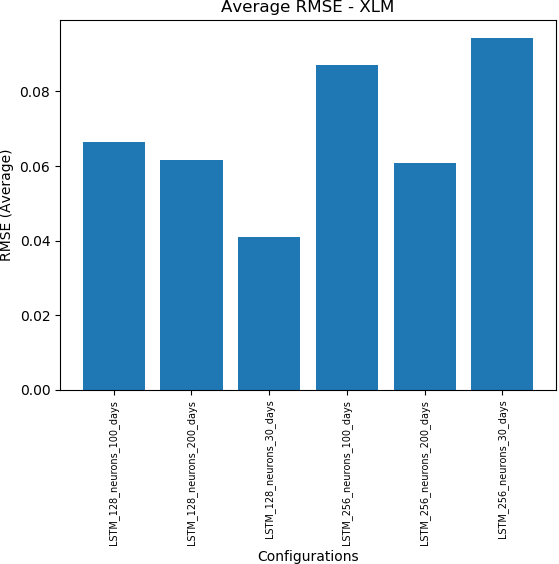 Average RMSE - XLM
RMSE (Average)
0.08
0.06
0.04
0.02
0.00
LSTM_128_neurons_100_days
LSTM_128_neurons_200_days
LSTM_128_neurons_30_days
LSTM_256_neurons_100_days
LSTM_256_neurons_200_days
LSTM_256_neurons_30_days
Configurations